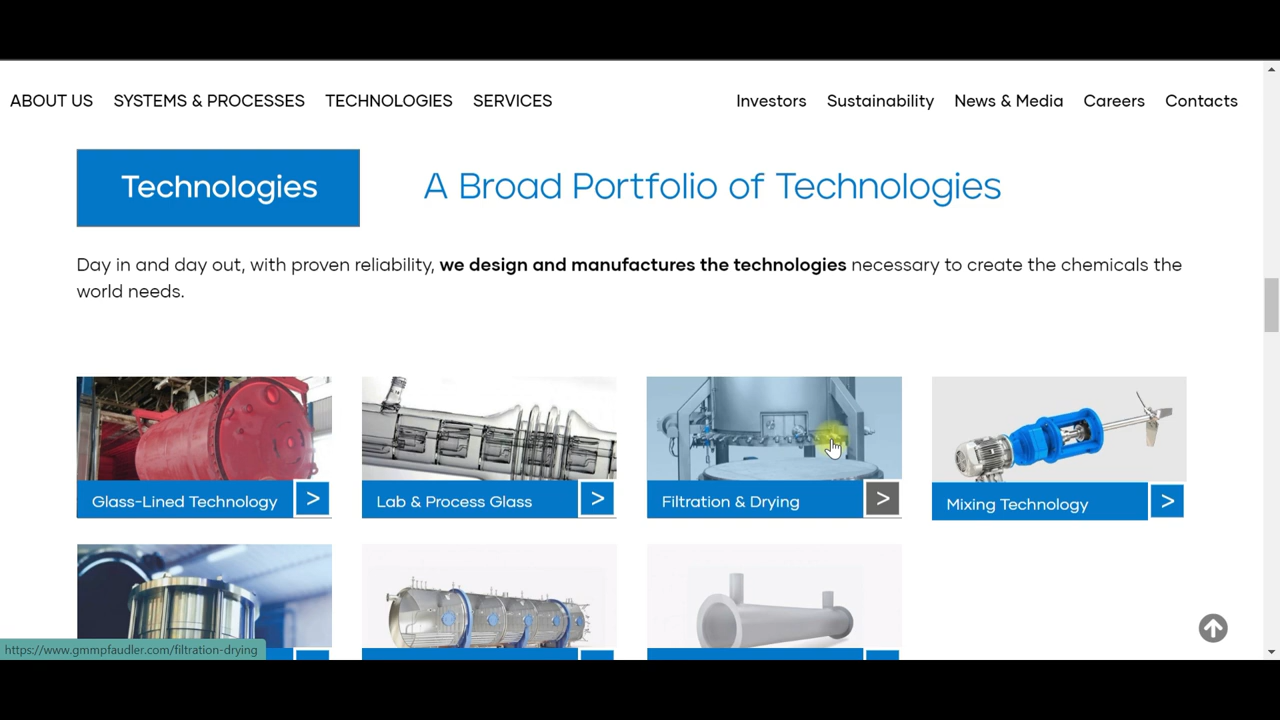 ABOUT US SYSTEMS & PROCESSES TECHNOLOGIES SERVICES Investors Sustainability News & Media Careers Contacts
Technologies
A Broad Portfolio of Technologies
Day in and day out, with proven reliability, we design and manufactures the technologies necessary to create the chemicals the
world needs.
Glass-Lined Technology >
Lab & Process Glass >
Filtration & Drying >
Mixing Technology >
https://www.gmmpfaudler.com/filtration-drying